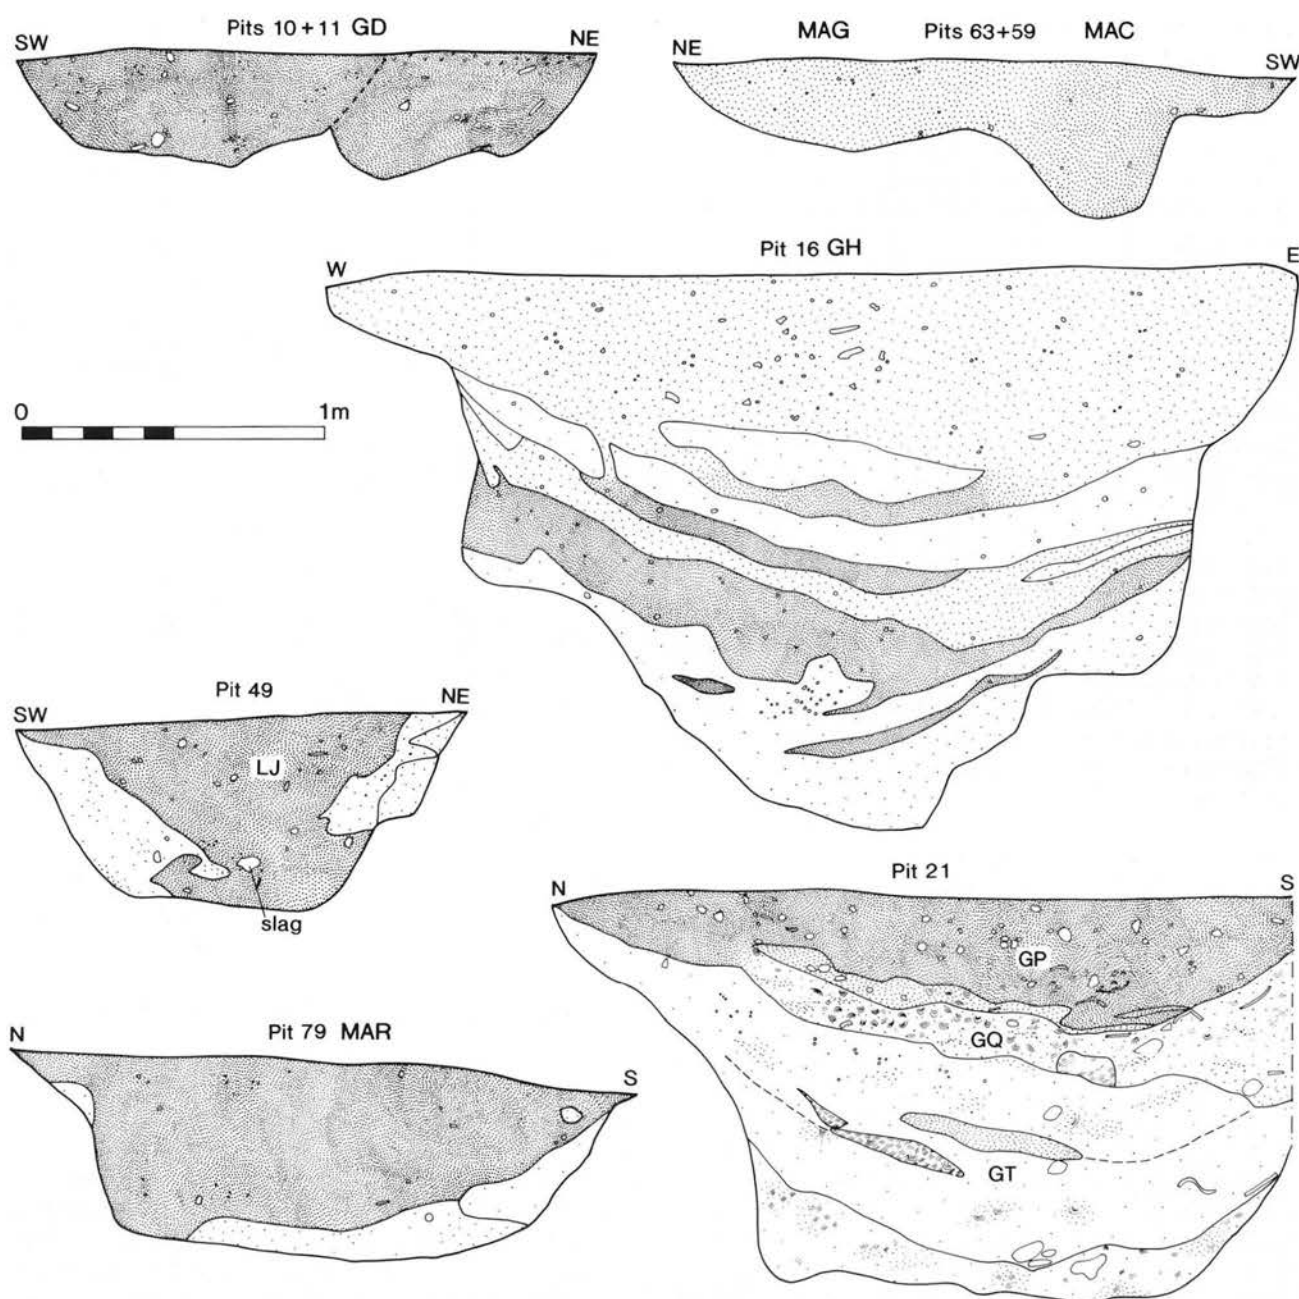 Pits 10+11 GD
SW NE
MAG Pits 63+59 MAC
NE SW
Pit 16 GH
W E
0 1m
Pit 49
SW NE
LJ
slag
Pit 21
N S
GP
GQ
GT
Pit 79 MAR
N S